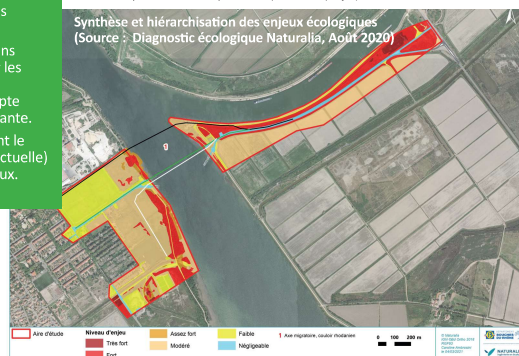 Synthèse et hiérarchisation des enjeux écologiques
(Source : Diagnostic écologique Naturalia, Août 2020)
s
ns
les
pte
ante.
nt le
ctuelle)
ux.
1
Aire d'étude
Niveau d'enjeu
Très fort
Fort
Assez fort
Modéré
Faible
Négligeable
1 Axe migratoire, couloir rhodanien
0 100 200 m
NATURALIA